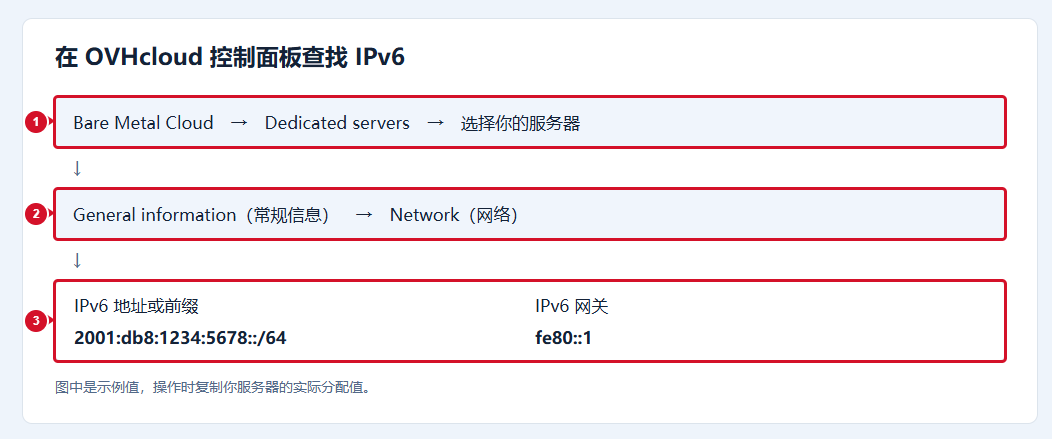 在 OVHcloud 控制面板查找 IPv6
1 Bare Metal Cloud → Dedicated servers → 选择你的服务器
↓
2 General information（常规信息） → Network（网络）
↓
IPv6 地址或前缀 IPv6 网关
3
2001:db8:1234:5678::/64 fe80::1
图中是示例值，操作时复制你服务器的实际分配值。